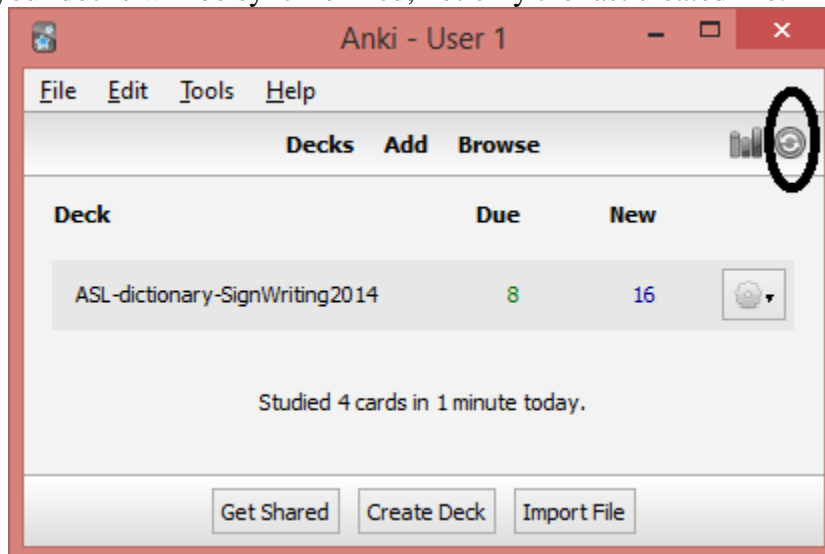 Anki - User 1
File Edit Tools Help
Decks Add Browse
Deck Due New
ASL-dictionary-SignWriting2014 8 16
Studied 4 cards in 1 minute today.
Get Shared Create Deck Import File